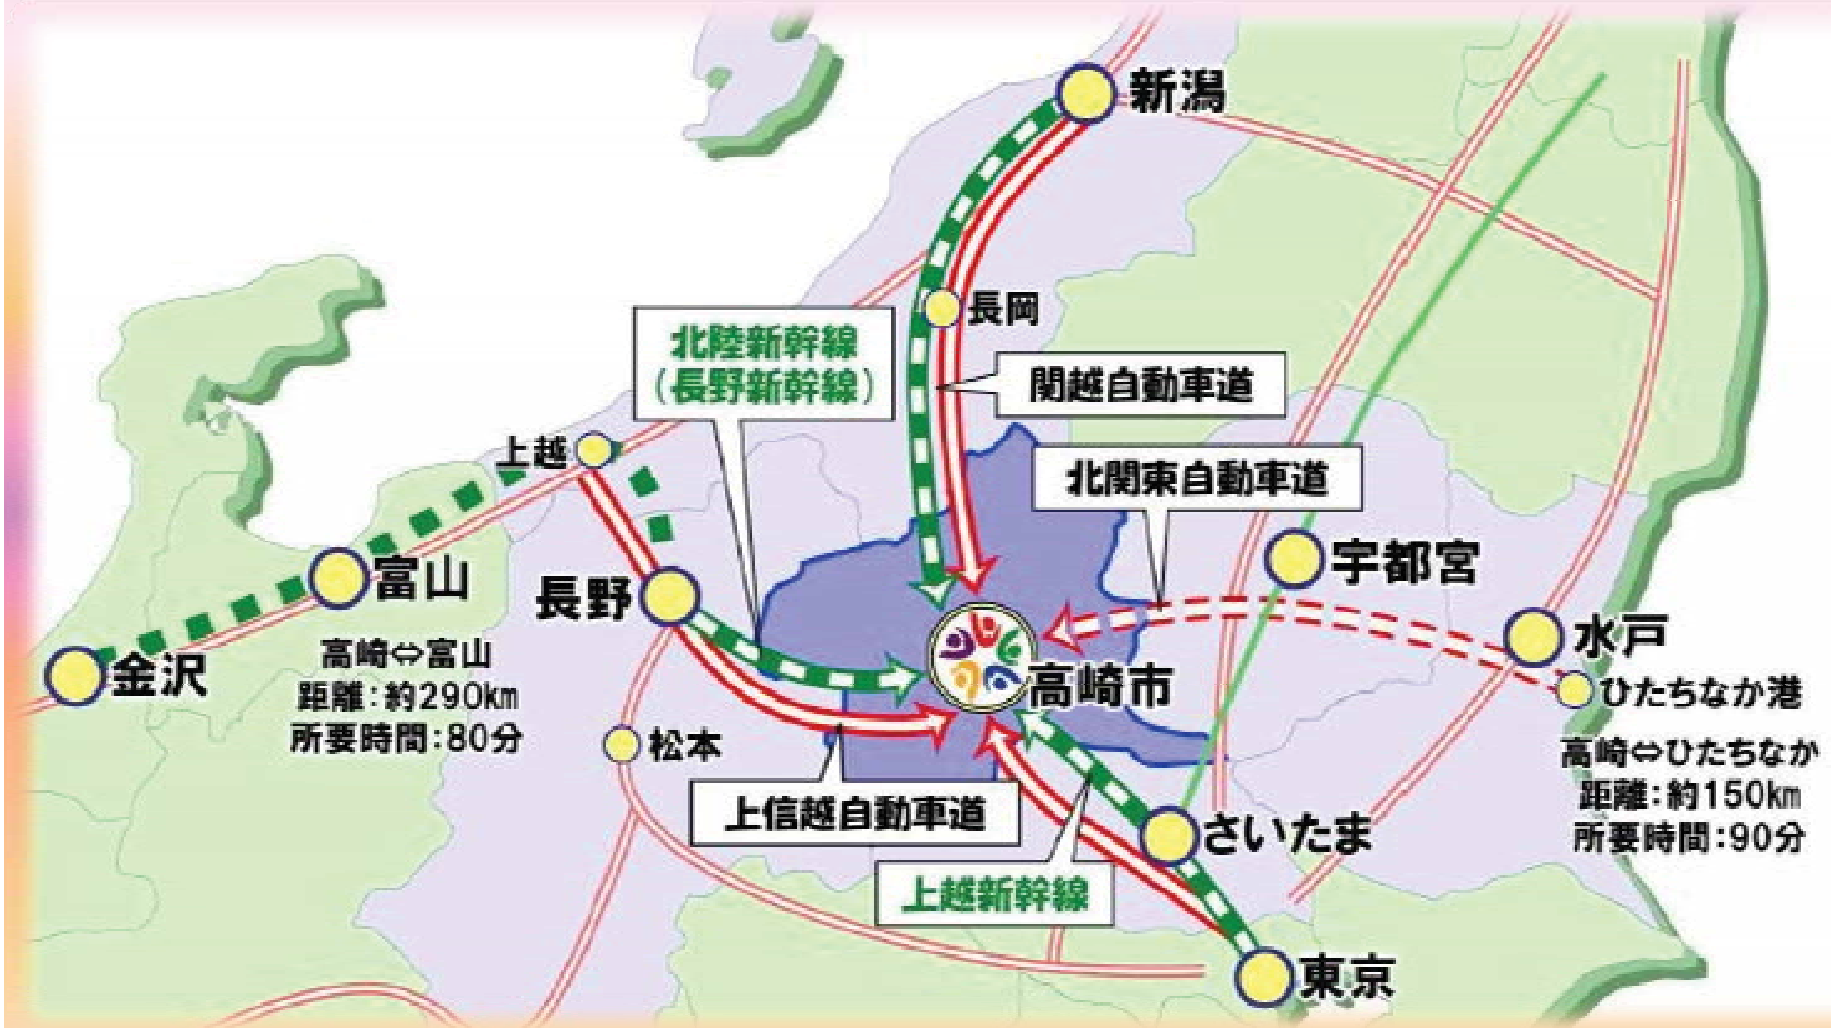 新潟
長岡
北陸新幹線
(長野新幹線)
関越自動車道
上越
北関東自動車道
宇都宮
富山
長野
水戸
金沢
高崎⇔富山
距離:約290km
所要時間:80分
高崎市
ひたちなか港
松本
高崎⇔ひたちなか
距離:約150km
所要時間:90分
上信越自動車道
さいたま
上越新幹線
東京